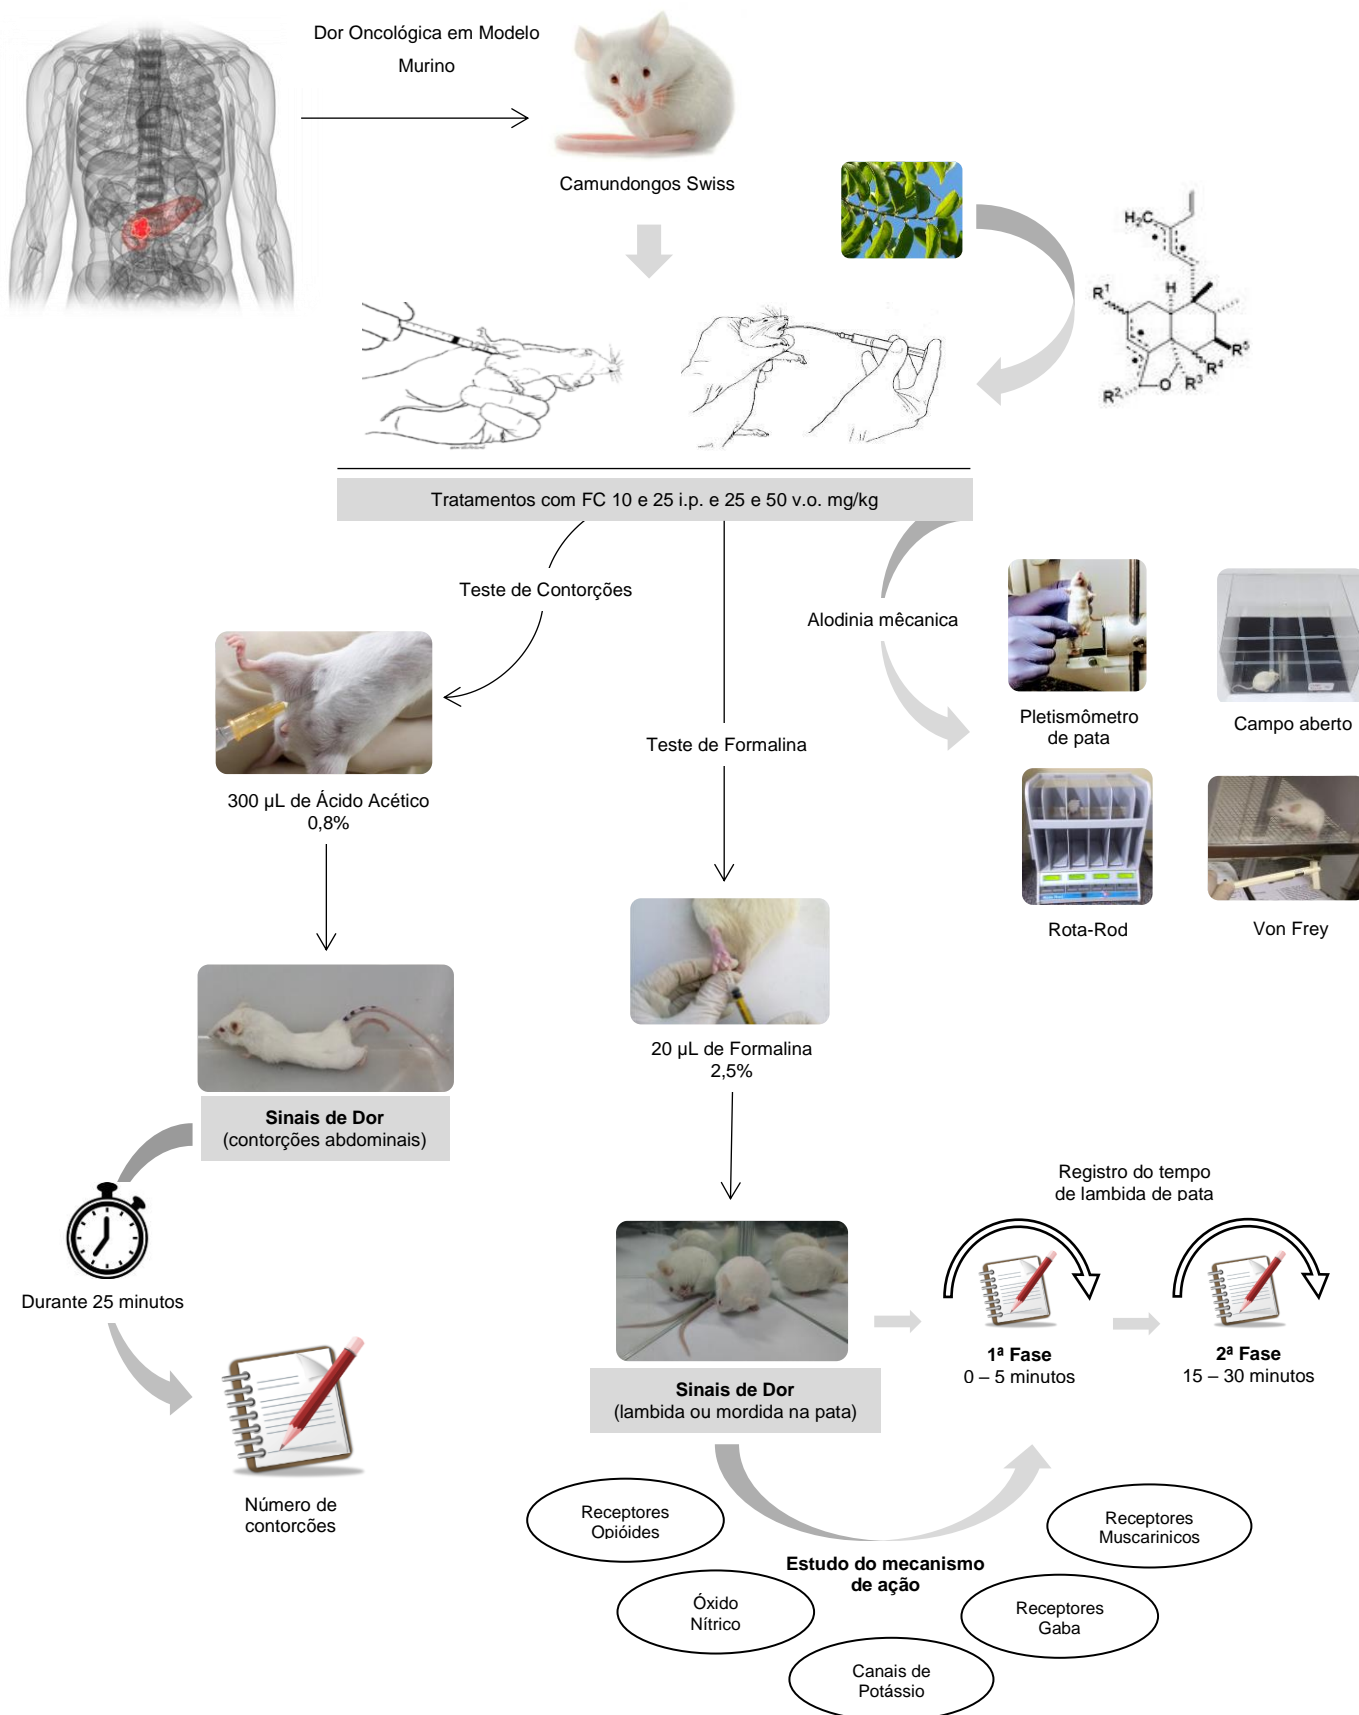 Dor Oncológica em Modelo
Murino
Camundongos Swiss
H₂C
H
R¹
R⁵
R⁴
R³
O
R²
Tratamentos com FC 10 e 25 i.p. e 25 e 50 v.o. mg/kg
Teste de Contorções
Alodinia mêcanica
Pletismômetro
de pata
Campo aberto
Teste de Formalina
300 µL de Ácido Acético
0,8%
Rota-Rod
Von Frey
20 µL de Formalina
2,5%
Sinais de Dor
(contorções abdominais)
Registro do tempo
de lambida de pata
Durante 25 minutos
1ª Fase
0 – 5 minutos
2ª Fase
15 – 30 minutos
Sinais de Dor
(lambida ou mordida na pata)
Número de
contorções
Receptores
Opióides
Receptores
Muscarinicos
Estudo do mecanismo
de ação
Óxido
Nítrico
Receptores
Gaba
Canais de
Potássio